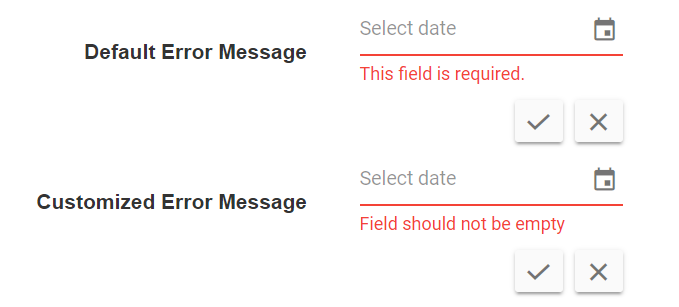 Select date
Default Error Message
This field is required.
Select date
Customized Error Message
Field should not be empty